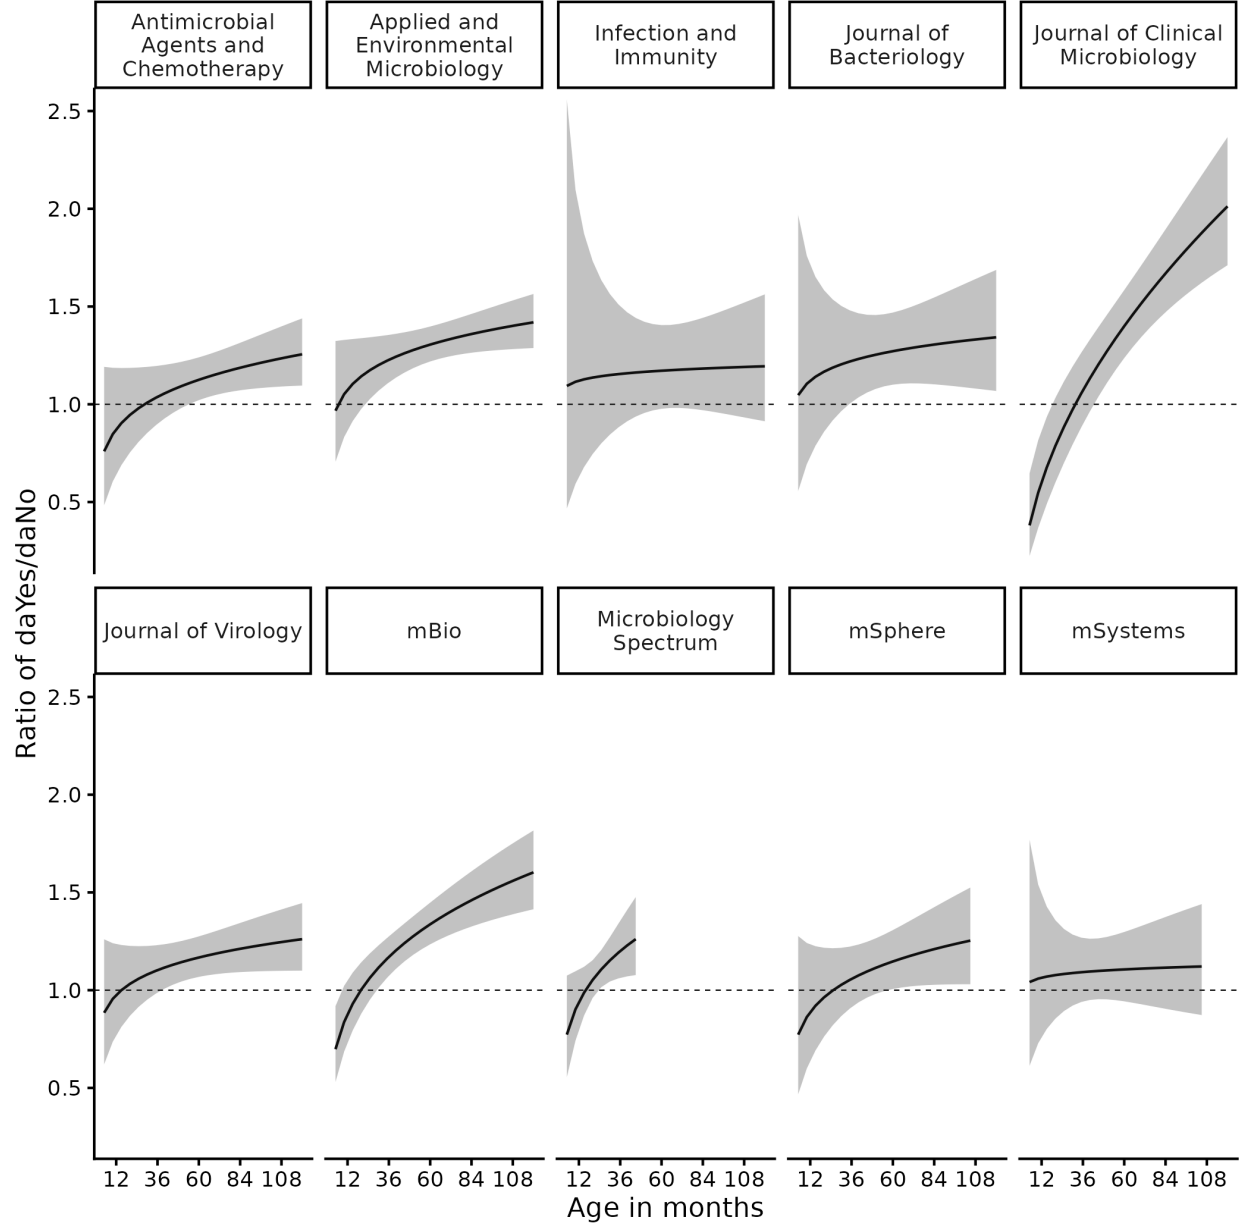 Antimicrobial
Agents and
Chemotherapy
Applied and
Environmental
Microbiology
Infection and
Immunity
Journal of
Bacteriology
Journal of Clinical
Microbiology
2.5
2.0
1.5
1.0
0.5
Ratio of daYes/daNo
Journal of Virology
mBio
Microbiology
Spectrum
mSphere
mSystems
2.5
2.0
1.5
1.0
0.5
12 36 60 84 108
12 36 60 84 108
12 36 60 84 108
12 36 60 84 108
12 36 60 84 108
Age in months